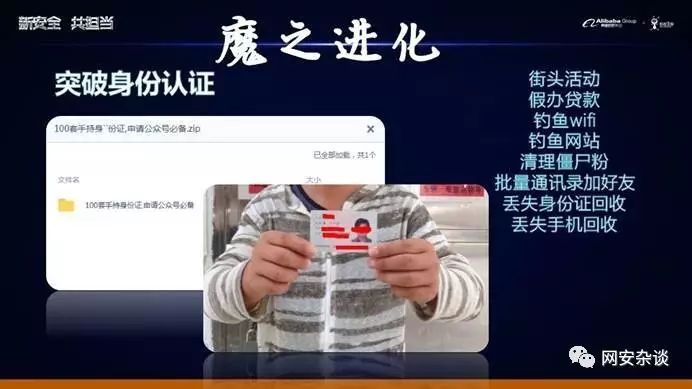 新安全 共担当
Alibaba Group
魔之进化
突破身份认证
100套手持身``份证,申请公众号必备.zip
已全部加载，共1个
文件名
大小
100套手持身份证.申请公众号必备
街头活动
假办贷款
钓鱼wifi
钓鱼网站
清理僵尸粉
批量通讯录加好友
丢失身份证回收
丢失手机回收
网安杂谈